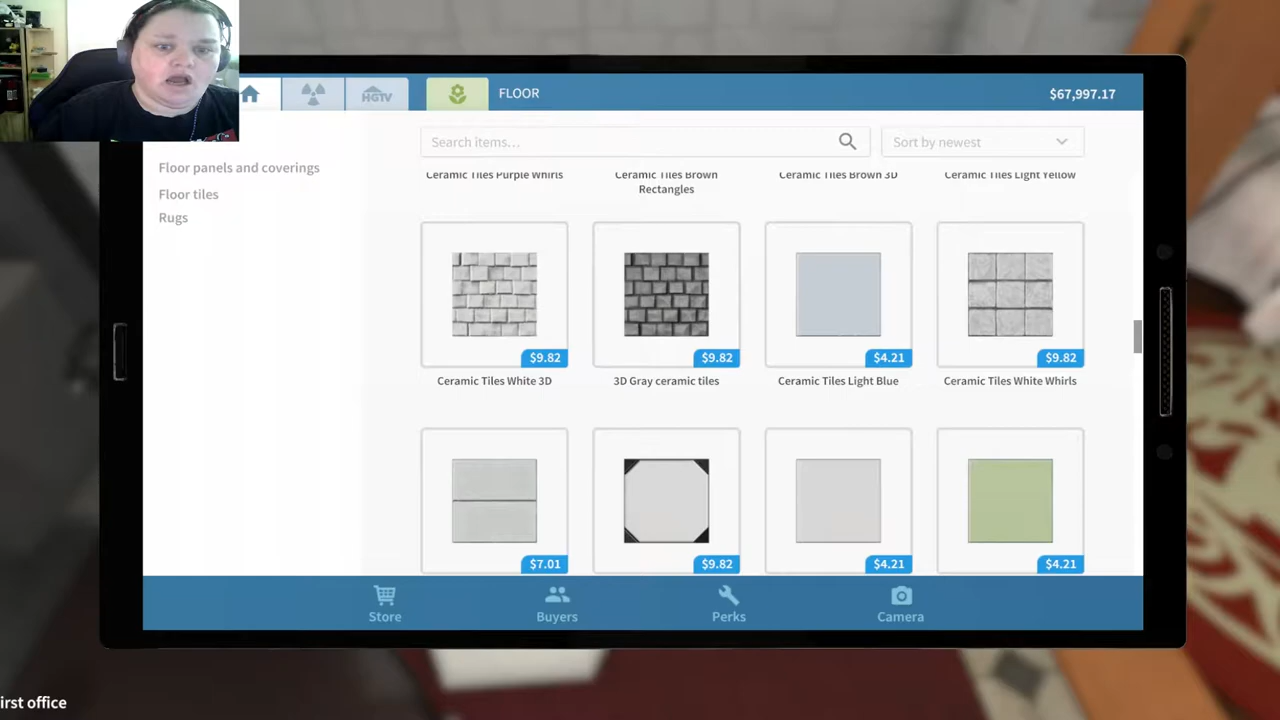 HGTV
FLOOR
$67,997.17
Search items...
Sort by newest
Floor panels and coverings
Floor tiles
Rugs
Ceramic Tiles Purple Whirls
Ceramic Tiles Brown
Rectangles
Ceramic Tiles Brown 3D
Ceramic Tiles Light Yellow
$9.82
$9.82
$4.21
$9.82
Ceramic Tiles White 3D
3D Gray ceramic tiles
Ceramic Tiles Light Blue
Ceramic Tiles White Whirls
$7.01
$9.82
$4.21
$4.21
Store
Buyers
Perks
Camera
irst office